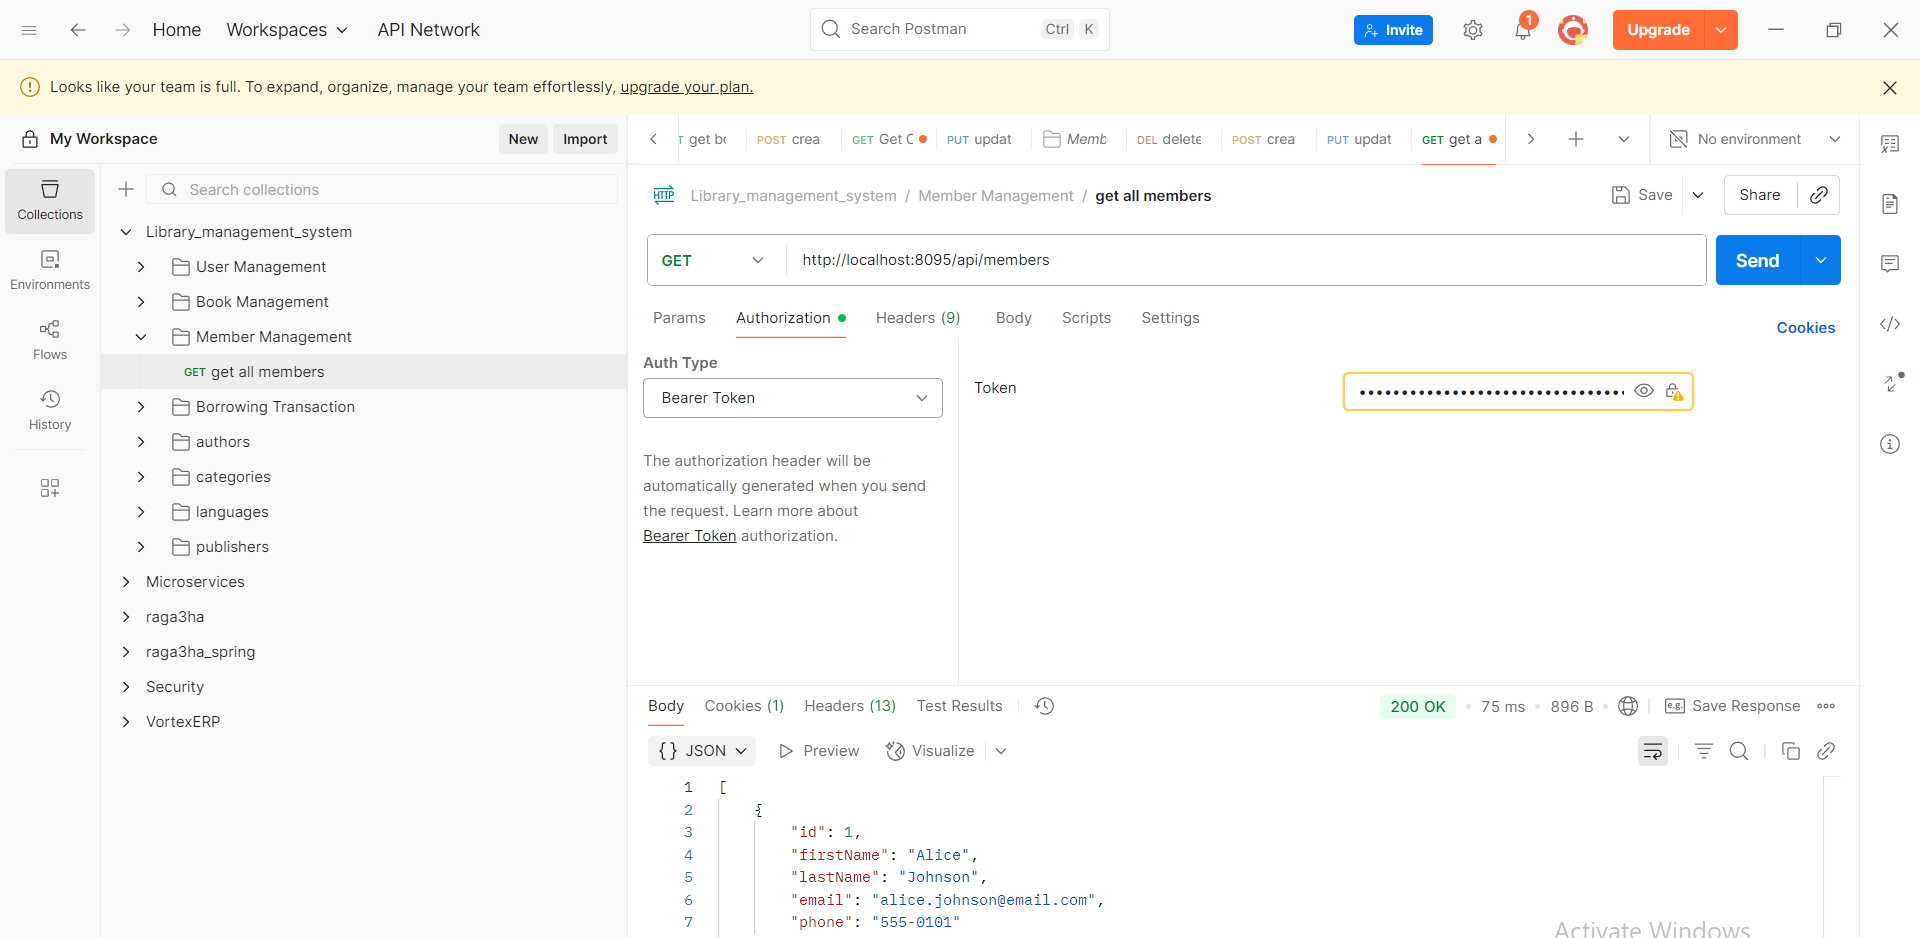 Home Workspaces API Network Search Postman Ctrl K Invite 1 Upgrade
Looks like your team is full. To expand, organize, manage your team effortlessly, upgrade your plan.
My Workspace New Import
get bo POST crea GET Get C PUT updat Memb DEL delete POST crea PUT updat GET get a No environment
Search collections
Collections
Environments
Flows
History
Library_management_system
User Management
Book Management
Member Management
GET get all members
Borrowing Transaction
authors
categories
languages
publishers
Microservices
raga3ha
raga3ha_spring
Security
VortexERP
HTTP Library_management_system / Member Management / get all members Save Share
GET http://localhost:8095/api/members Send
Params Authorization Headers (9) Body Scripts Settings Cookies
Auth Type
Bearer Token
Token
The authorization header will be
automatically generated when you send
the request. Learn more about
Bearer Token authorization.
Body Cookies (1) Headers (13) Test Results 200 OK 75 ms 896 B e.g. Save Response
{} JSON Preview Visualize
1 [
2 {
3 "id": 1,
4 "firstName": "Alice",
5 "lastName": "Johnson",
6 "email": "alice.johnson@email.com",
7 "phone": "555-0101"
Activate Windows